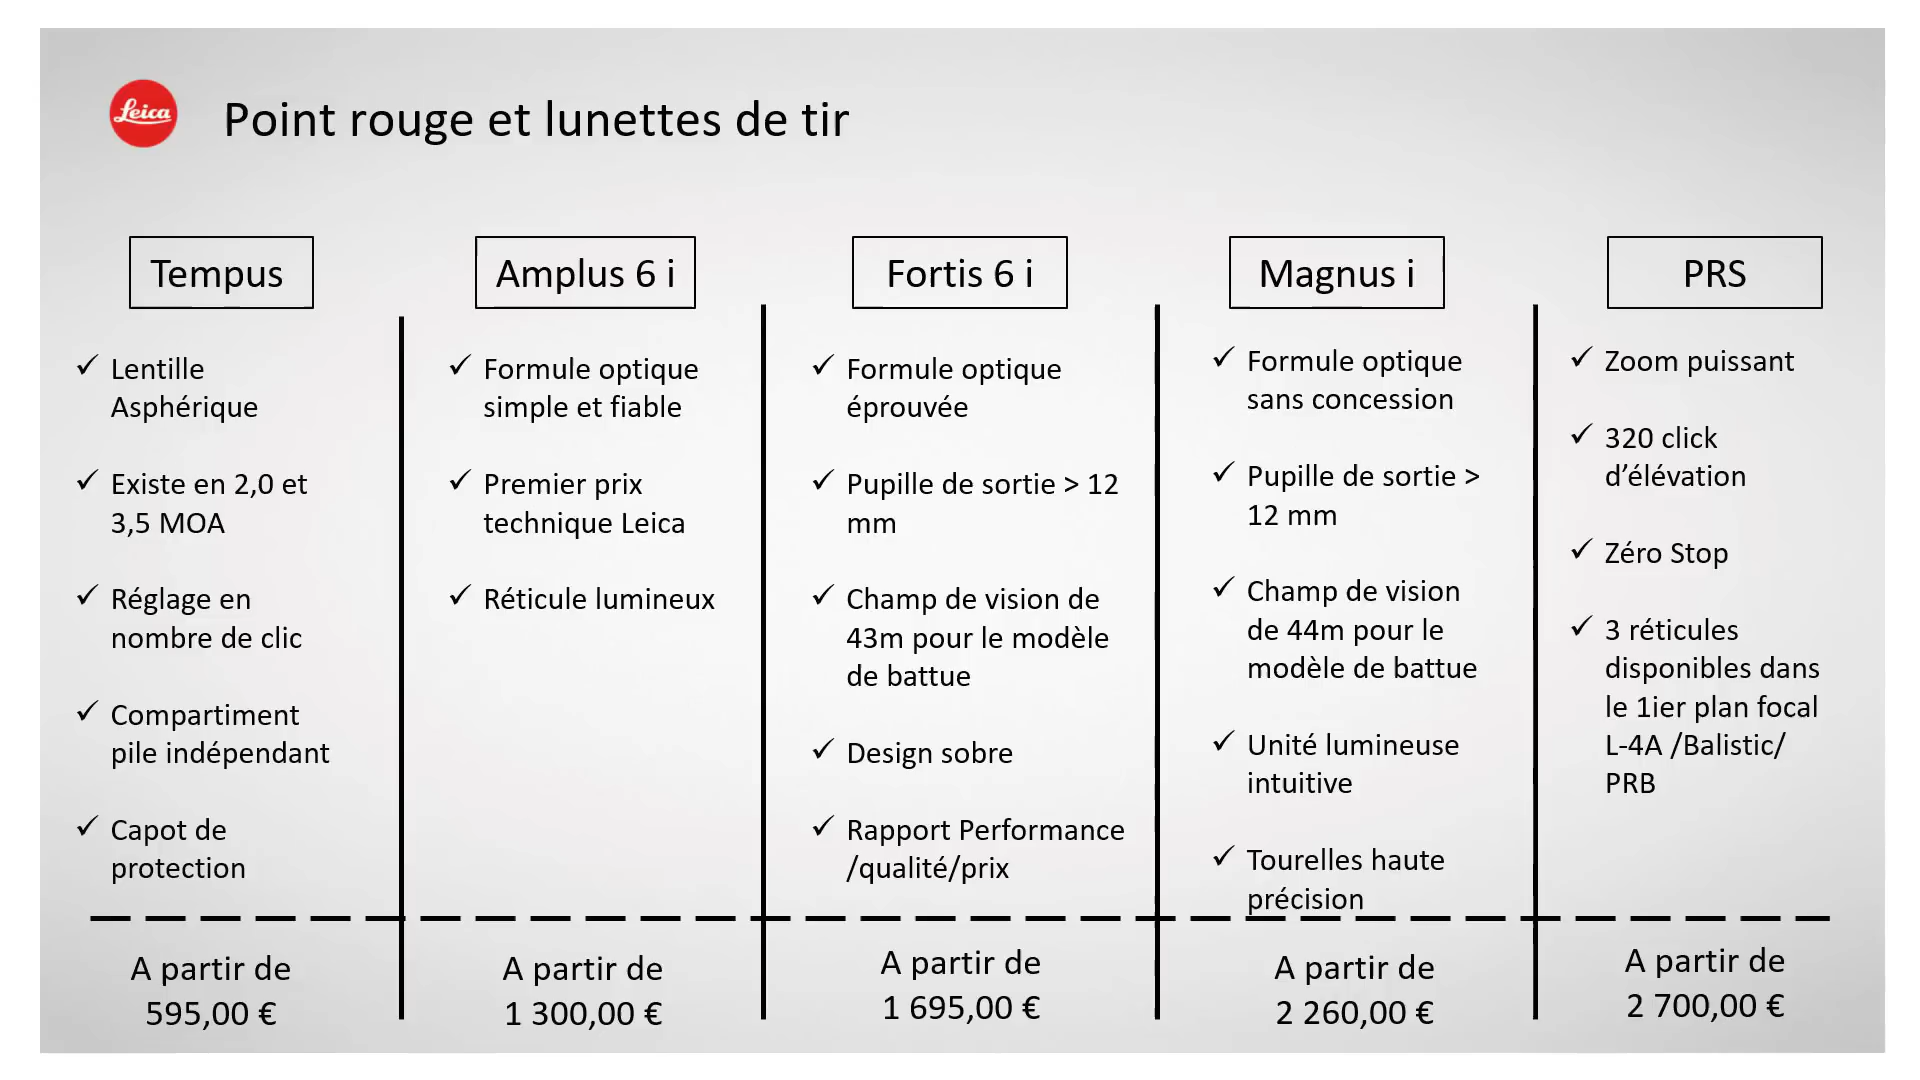 Leica
Point rouge et lunettes de tir
Tempus
Lentille
Asphérique
Existe en 2,0 et
3,5 MOA
Réglage en
nombre de clic
Compartiment
pile indépendant
Capot de
protection
A partir de
595,00 €
Amplus 6 i
Formule optique
simple et fiable
Premier prix
technique Leica
Réticule lumineux
A partir de
1 300,00 €
Fortis 6 i
Formule optique
éprouvée
Pupille de sortie > 12
mm
Champ de vision de
43m pour le modèle
de battue
Design sobre
Rapport Performance
/qualité/prix
A partir de
1 695,00 €
Magnus i
Formule optique
sans concession
Pupille de sortie >
12 mm
Champ de vision
de 44m pour le
modèle de battue
Unité lumineuse
intuitive
Tourelles haute
précision
A partir de
2 260,00 €
PRS
Zoom puissant
320 click
d’élévation
Zéro Stop
3 réticules
disponibles dans
le 1ier plan focal
L-4A /Balistic/
PRB
A partir de
2 700,00 €